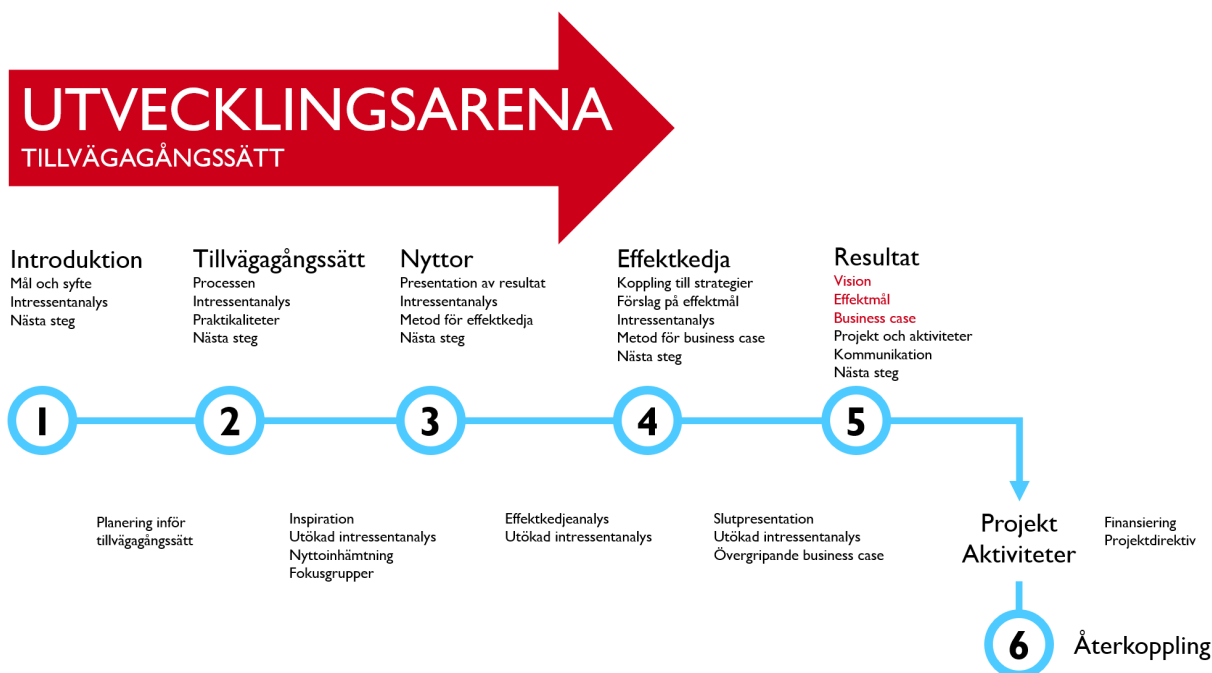 UTVECKLINGSARENA
TILLVÄGAGÅNGSSÄTT
Introduktion
Mål och syfte
Intressentanalys
Nästa steg
Tillvägagångssätt
Processen
Intressentanalys
Praktikaliteter
Nästa steg
Nyttor
Presentation av resultat
Intressentanalys
Metod för effektkedja
Nästa steg
Effektkedja
Koppling till strategier
Förslag på effektmål
Intressentanalys
Metod för business case
Nästa steg
Resultat
Vision
Effektmål
Business case
Projekt och aktiviteter
Kommunikation
Nästa steg
1
2
3
4
5
Planering inför
tillvägagångssätt
Inspiration
Utökad intressentanalys
Nyttoinhämtning
Fokusgrupper
Effektkedjeanalys
Utökad intressentanalys
Slutpresentation
Utökad intressentanalys
Övergripande business case
Projekt
Aktiviteter
Finansiering
Projektdirektiv
6
Återkoppling